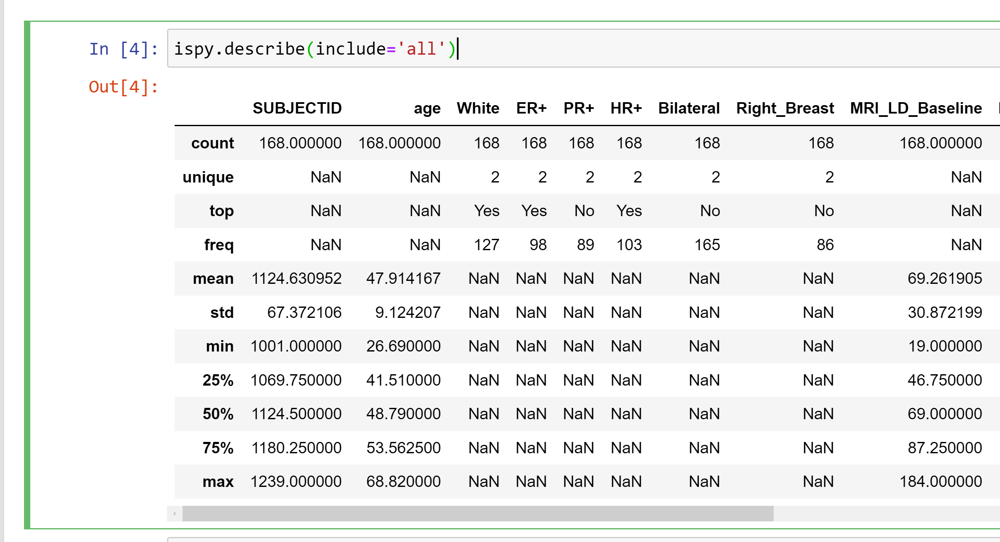 In [4]: ispy.describe(include='all')
Out[4]:
SUBJECTID age White ER+ PR+ HR+ Bilateral Right_Breast MRI_LD_Baseline
count 168.000000 168.000000 168 168 168 168 168 168 168.000000
unique NaN NaN 2 2 2 2 2 2 NaN
top NaN NaN Yes Yes No Yes No No NaN
freq NaN NaN 127 98 89 103 165 86 NaN
mean 1124.630952 47.914167 NaN NaN NaN NaN NaN NaN 69.261905
std 67.372106 9.124207 NaN NaN NaN NaN NaN NaN 30.872199
min 1001.000000 26.690000 NaN NaN NaN NaN NaN NaN 19.000000
25% 1069.750000 41.510000 NaN NaN NaN NaN NaN NaN 46.750000
50% 1124.500000 48.790000 NaN NaN NaN NaN NaN NaN 69.000000
75% 1180.250000 53.562500 NaN NaN NaN NaN NaN NaN 87.250000
max 1239.000000 68.820000 NaN NaN NaN NaN NaN NaN 184.000000